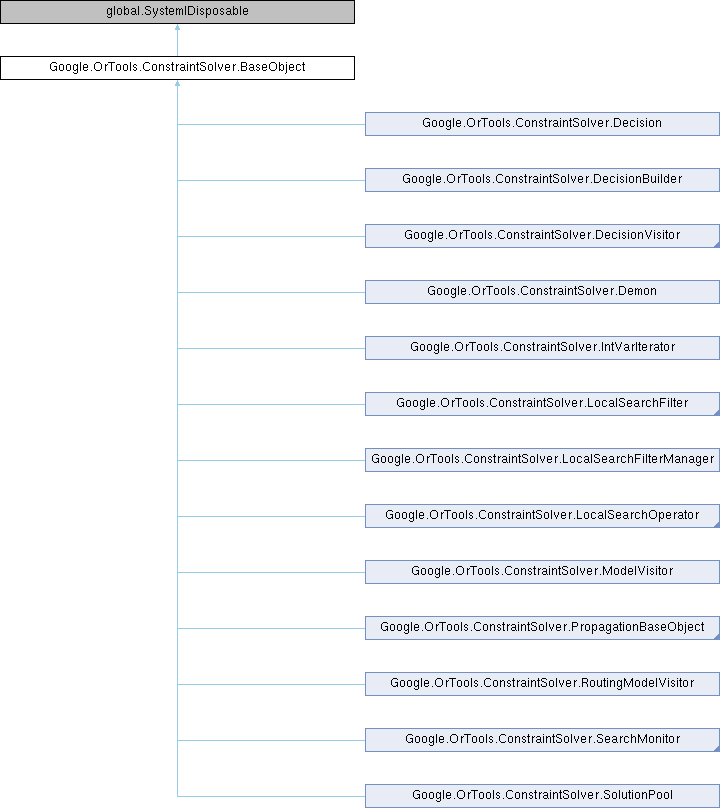 global.SystemIDisposable
Google.OrTools.ConstraintSolver.BaseObject
Google.OrTools.ConstraintSolver.Decision
Google.OrTools.ConstraintSolver.DecisionBuilder
Google.OrTools.ConstraintSolver.DecisionVisitor
Google.OrTools.ConstraintSolver.Demon
Google.OrTools.ConstraintSolver.IntVarIterator
Google.OrTools.ConstraintSolver.LocalSearchFilter
Google.OrTools.ConstraintSolver.LocalSearchFilterManager
Google.OrTools.ConstraintSolver.LocalSearchOperator
Google.OrTools.ConstraintSolver.ModelVisitor
Google.OrTools.ConstraintSolver.PropagationBaseObject
Google.OrTools.ConstraintSolver.RoutingModelVisitor
Google.OrTools.ConstraintSolver.SearchMonitor
Google.OrTools.ConstraintSolver.SolutionPool